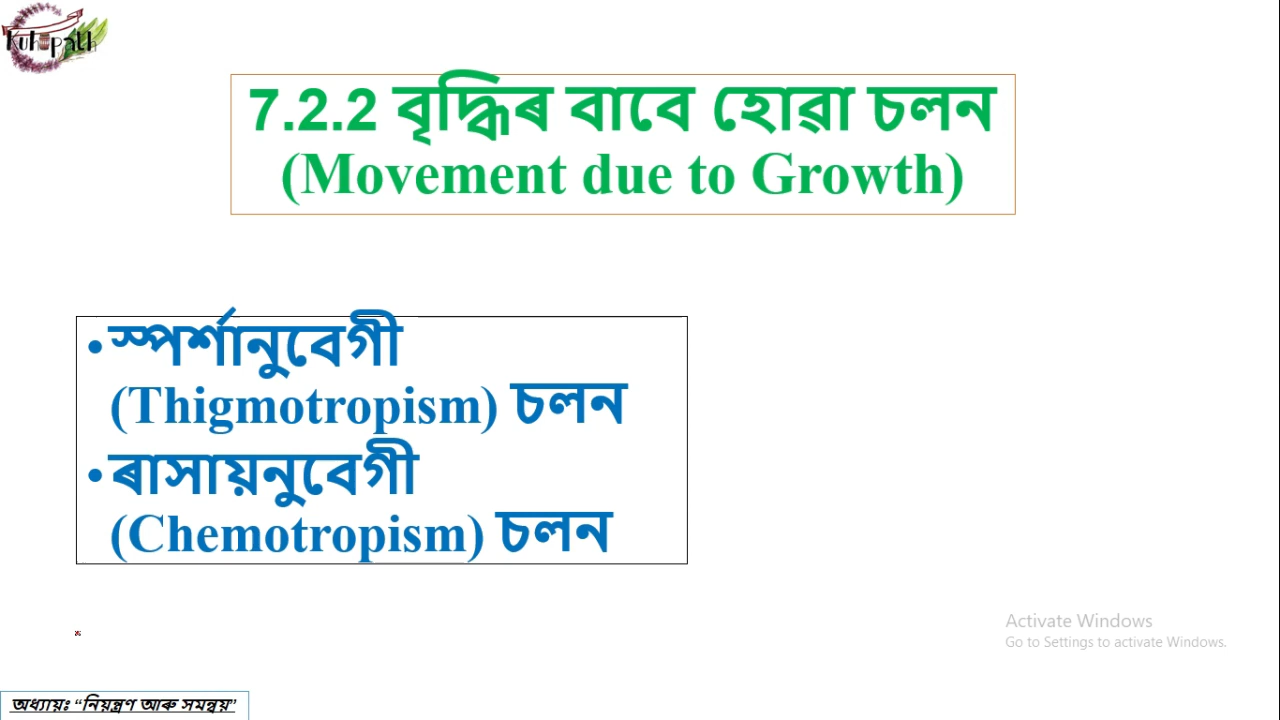 Kuhipath
7.2.2 বৃদ্ধিৰ বাবে হোৱা চলন
(Movement due to Growth)
•স্পৰ্শানুবেগী
(Thigmotropism) চলন
•ৰাসায়নুবেগী
(Chemotropism) চলন
Activate Windows
Go to Settings to activate Windows.
অধ্যায়ঃ “নিয়ন্ত্ৰণ আৰু সমন্বয়”